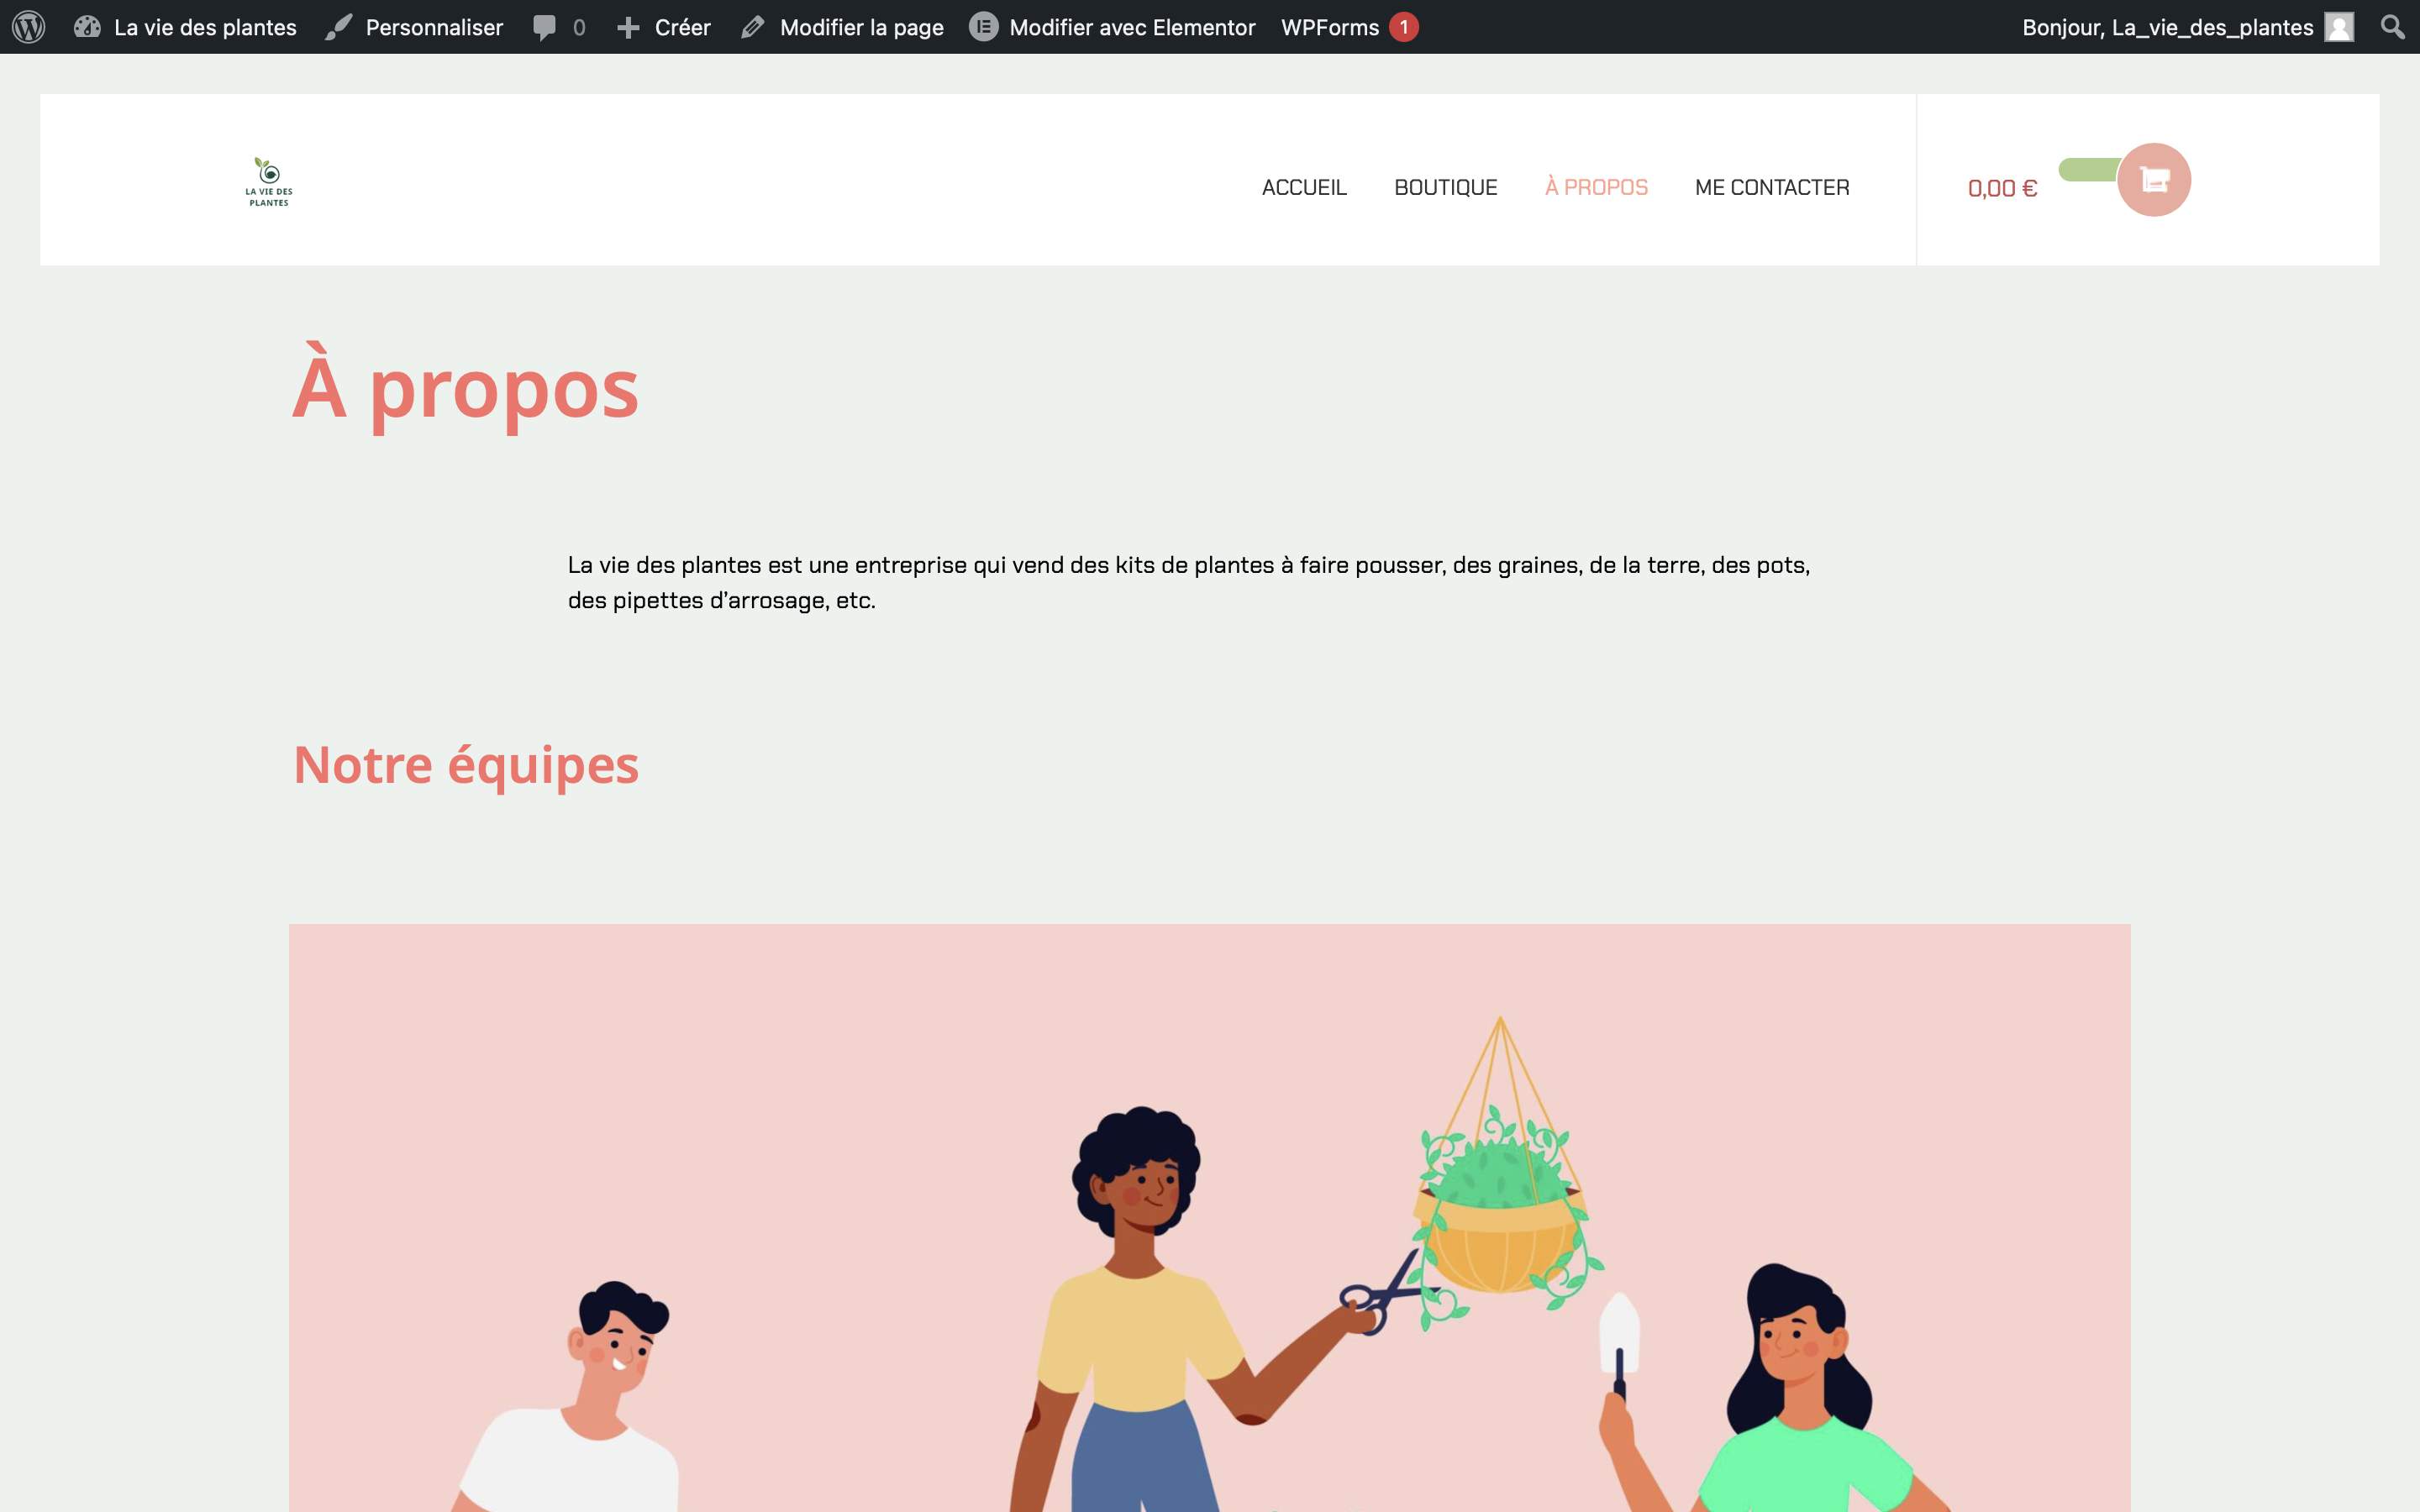 La vie des plantes Personnaliser 0 Créer Modifier la page Modifier avec Elementor WPForms 1 Bonjour, La_vie_des_plantes
LA VIE DES
PLANTES
ACCUEIL BOUTIQUE À PROPOS ME CONTACTER 0,00 €
À propos
La vie des plantes est une entreprise qui vend des kits de plantes à faire pousser, des graines, de la terre, des pots,
des pipettes d’arrosage, etc.
Notre équipes